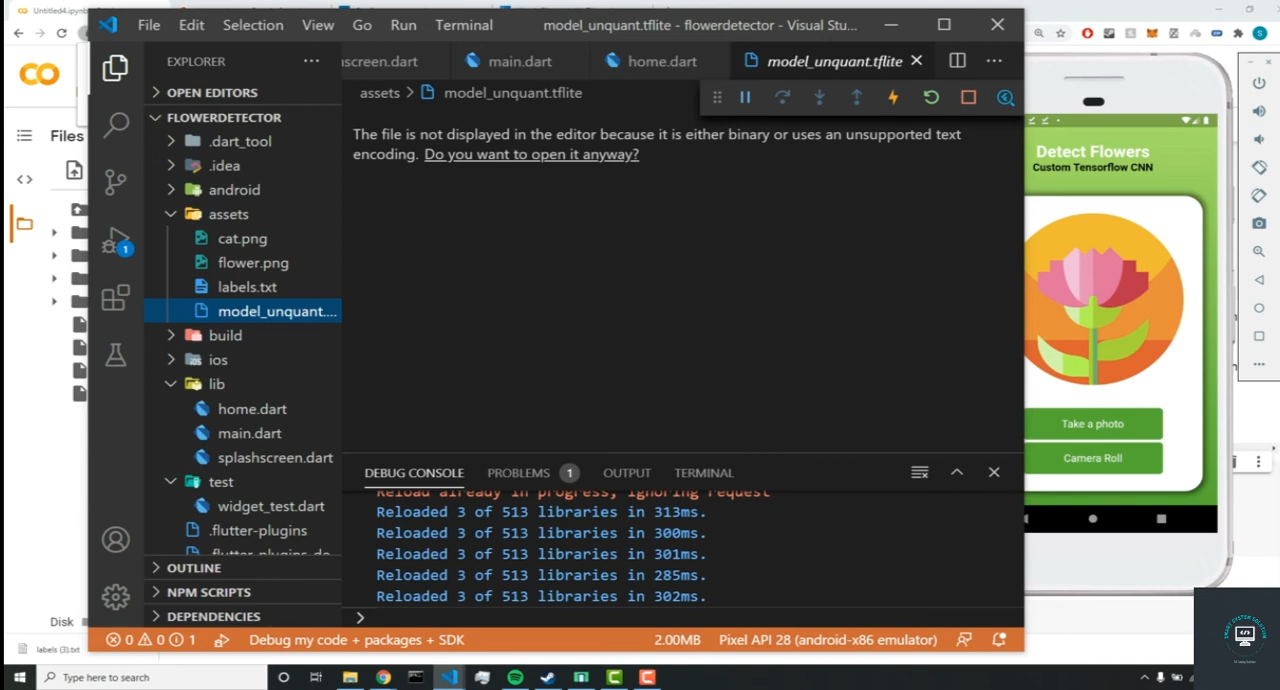 Untitled4.ipynb
File Edit Selection View Go Run Terminal
model_unquant.tflite - flowerdetector - Visual Stu...
EXPLORER
screen.dart
main.dart
home.dart
model_unquant.tflite
OPEN EDITORS
assets > model_unquant.tflite
FLOWERDETECTOR
The file is not displayed in the editor because it is either binary or uses an unsupported text
encoding. Do you want to open it anyway?
Files
.dart_tool
.idea
android
assets
cat.png
flower.png
labels.txt
model_unquant....
build
ios
lib
home.dart
main.dart
splashscreen.dart
test
widget_test.dart
.flutter-plugins
.flutter-plugins-de
OUTLINE
NPM SCRIPTS
DEPENDENCIES
1
DEBUG CONSOLE PROBLEMS 1 OUTPUT TERMINAL
Reload already in progress, ignoring request
Reloaded 3 of 513 libraries in 313ms.
Reloaded 3 of 513 libraries in 300ms.
Reloaded 3 of 513 libraries in 301ms.
Reloaded 3 of 513 libraries in 285ms.
Reloaded 3 of 513 libraries in 302ms.
Detect Flowers
Custom Tensorflow CNN
Take a photo
Camera Roll
Disk
0 0 1 Debug my code + packages + SDK 2.00MB Pixel API 28 (android-x86 emulator)
labels (3).txt
Type here to search
SMART SYSTEM SOLUTION